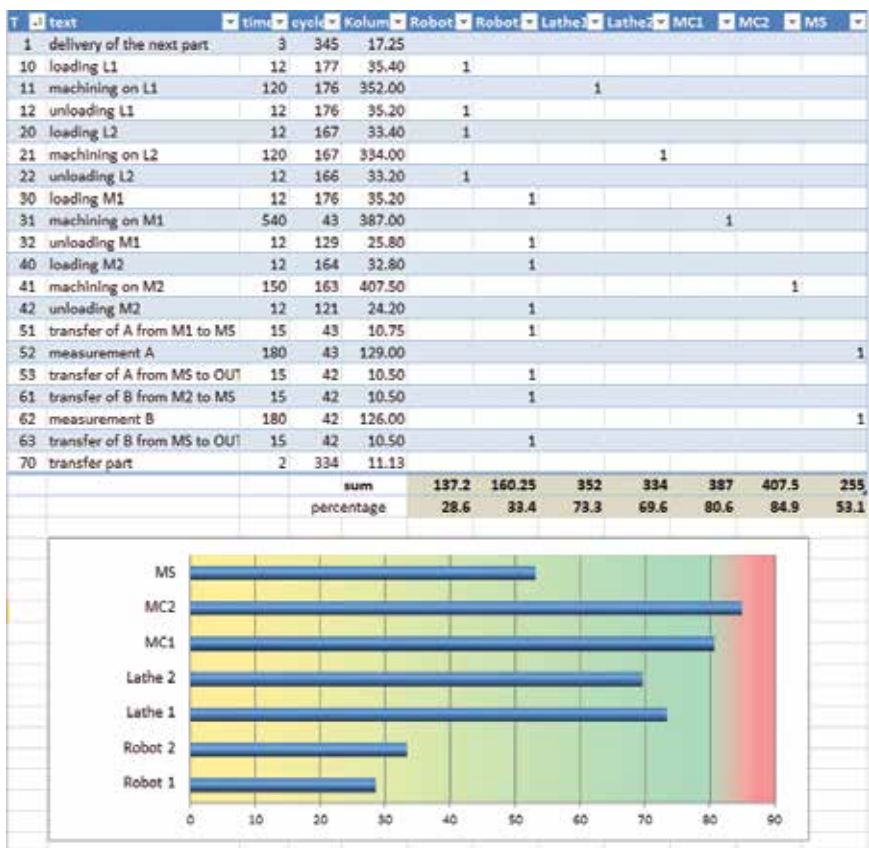 T text time cycle Kolum Robot Robot Lathe1 Lathe2 MC1 MC2 MS
1 delivery of the next part 3 345 17.25
10 loading L1 12 177 35.40 1
11 machining on L1 120 176 352.00 1
12 unloading L1 12 176 35.20 1
20 loading L2 12 167 33.40 1
21 machining on L2 120 167 334.00 1
22 unloading L2 12 166 33.20 1
30 loading M1 12 176 35.20 1
31 machining on M1 540 43 387.00 1
32 unloading M1 12 129 25.80 1
40 loading M2 12 164 32.80 1
41 machining on M2 150 163 407.50 1
42 unloading M2 12 121 24.20 1
51 transfer of A from M1 to MS 15 43 10.75 1
52 measurement A 180 43 129.00 1
53 transfer of A from MS to OUT 15 42 10.50 1
61 transfer of B from M2 to MS 15 42 10.50 1
62 measurement B 180 42 126.00 1
63 transfer of B from MS to OUT 15 42 10.50 1
70 transfer part 2 334 11.13
sum 137.2 160.25 352 334 387 407.5 255
percentage 28.6 33.4 73.3 69.6 80.6 84.9 53.1
MS
MC2
MC1
Lathe 2
Lathe 1
Robot 2
Robot 1
0 10 20 30 40 50 60 70 80 90